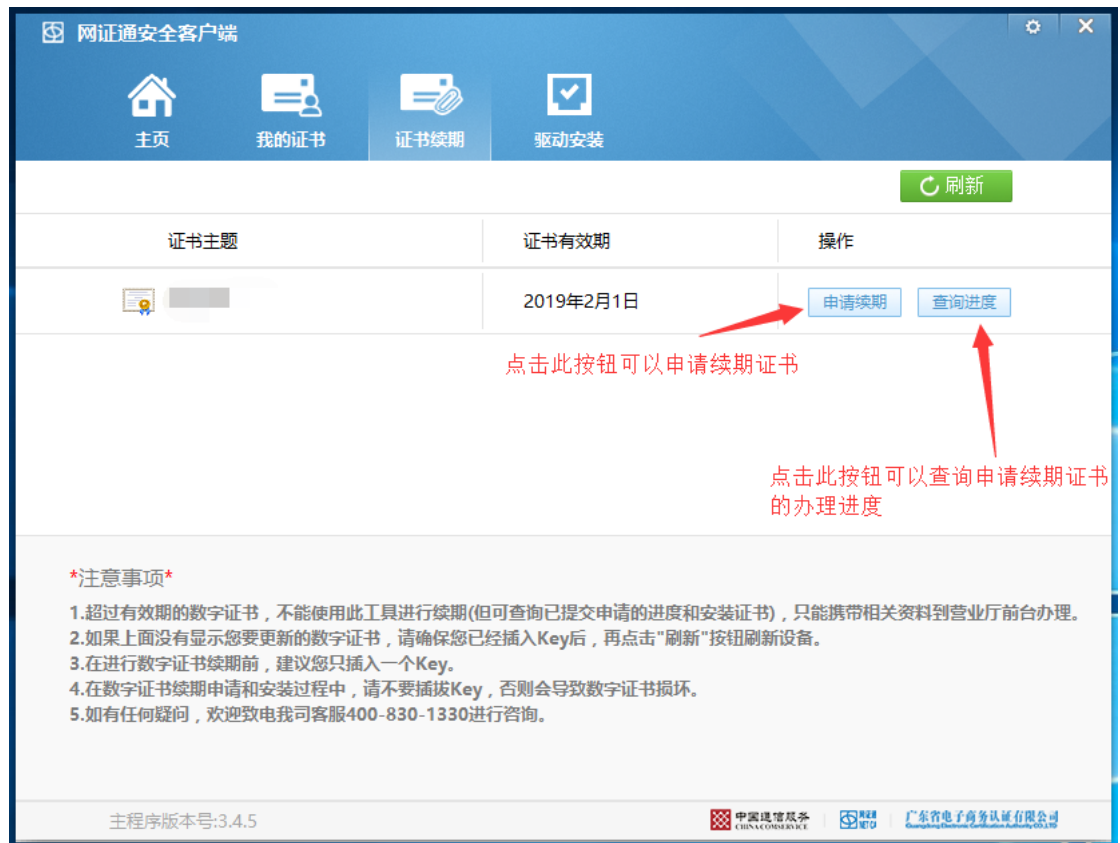 网证通安全客户端
主页
我的证书
证书续期
驱动安装
刷新
证书主题
证书有效期
操作
2019年2月1日
申请续期
查询进度
点击此按钮可以申请续期证书
点击此按钮可以查询申请续期证书
的办理进度
*注意事项*
1.超过有效期的数字证书，不能使用此工具进行续期(但可查询已提交申请的进度和安装证书)，只能携带相关资料到营业厅前台办理。
2.如果上面没有显示您要更新的数字证书，请确保您已经插入Key后，再点击"刷新"按钮刷新设备。
3.在进行数字证书续期前，建议您只插入一个Key。
4.在数字证书续期申请和安装过程中，请不要插拔Key，否则会导致数字证书损坏。
5.如有任何疑问，欢迎致电我司客服400-830-1330进行咨询。
主程序版本号:3.4.5
中国通信服务
CHINA COMSERVICE
网证通
NETCA
广东省电子商务认证有限公司
Guangdong Electronic Certification Authority CO.,LTD